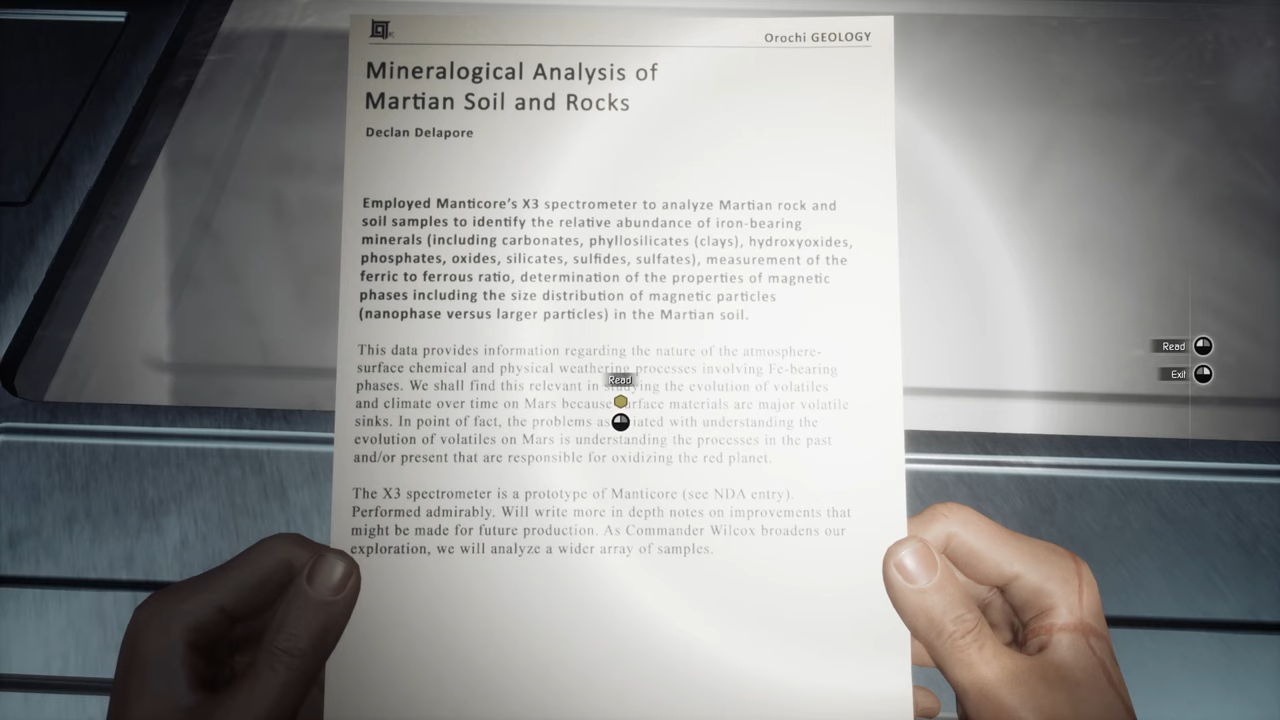 Orochi GEOLOGY
Mineralogical Analysis of
Martian Soil and Rocks
Declan Delapore
Employed Manticore's X3 spectrometer to analyze Martian rock and
soil samples to identify the relative abundance of iron-bearing
minerals (including carbonates, phyllosilicates (clays), hydroxyoxides,
phosphates, oxides, silicates, sulfides, sulfates), measurement of the
ferric to ferrous ratio, determination of the properties of magnetic
phases including the size distribution of magnetic particles
(nanophase versus larger particles) in the Martian soil.
This data provides information regarding the nature of the atmosphere-
surface chemical and physical weathering processes involving Fe-bearing
phases. We shall find this relevant in studying the evolution of volatiles
and climate over time on Mars because surface materials are major volatile
sinks. In point of fact, the problems associated with understanding the
evolution of volatiles on Mars is understanding the processes in the past
and/or present that are responsible for oxidizing the red planet.
The X3 spectrometer is a prototype of Manticore (see NDA entry).
Performed admirably. Will write more in depth notes on improvements that
might be made for future production. As Commander Wilcox broadens our
exploration, we will analyze a wider array of samples.
Read
Read
Exit